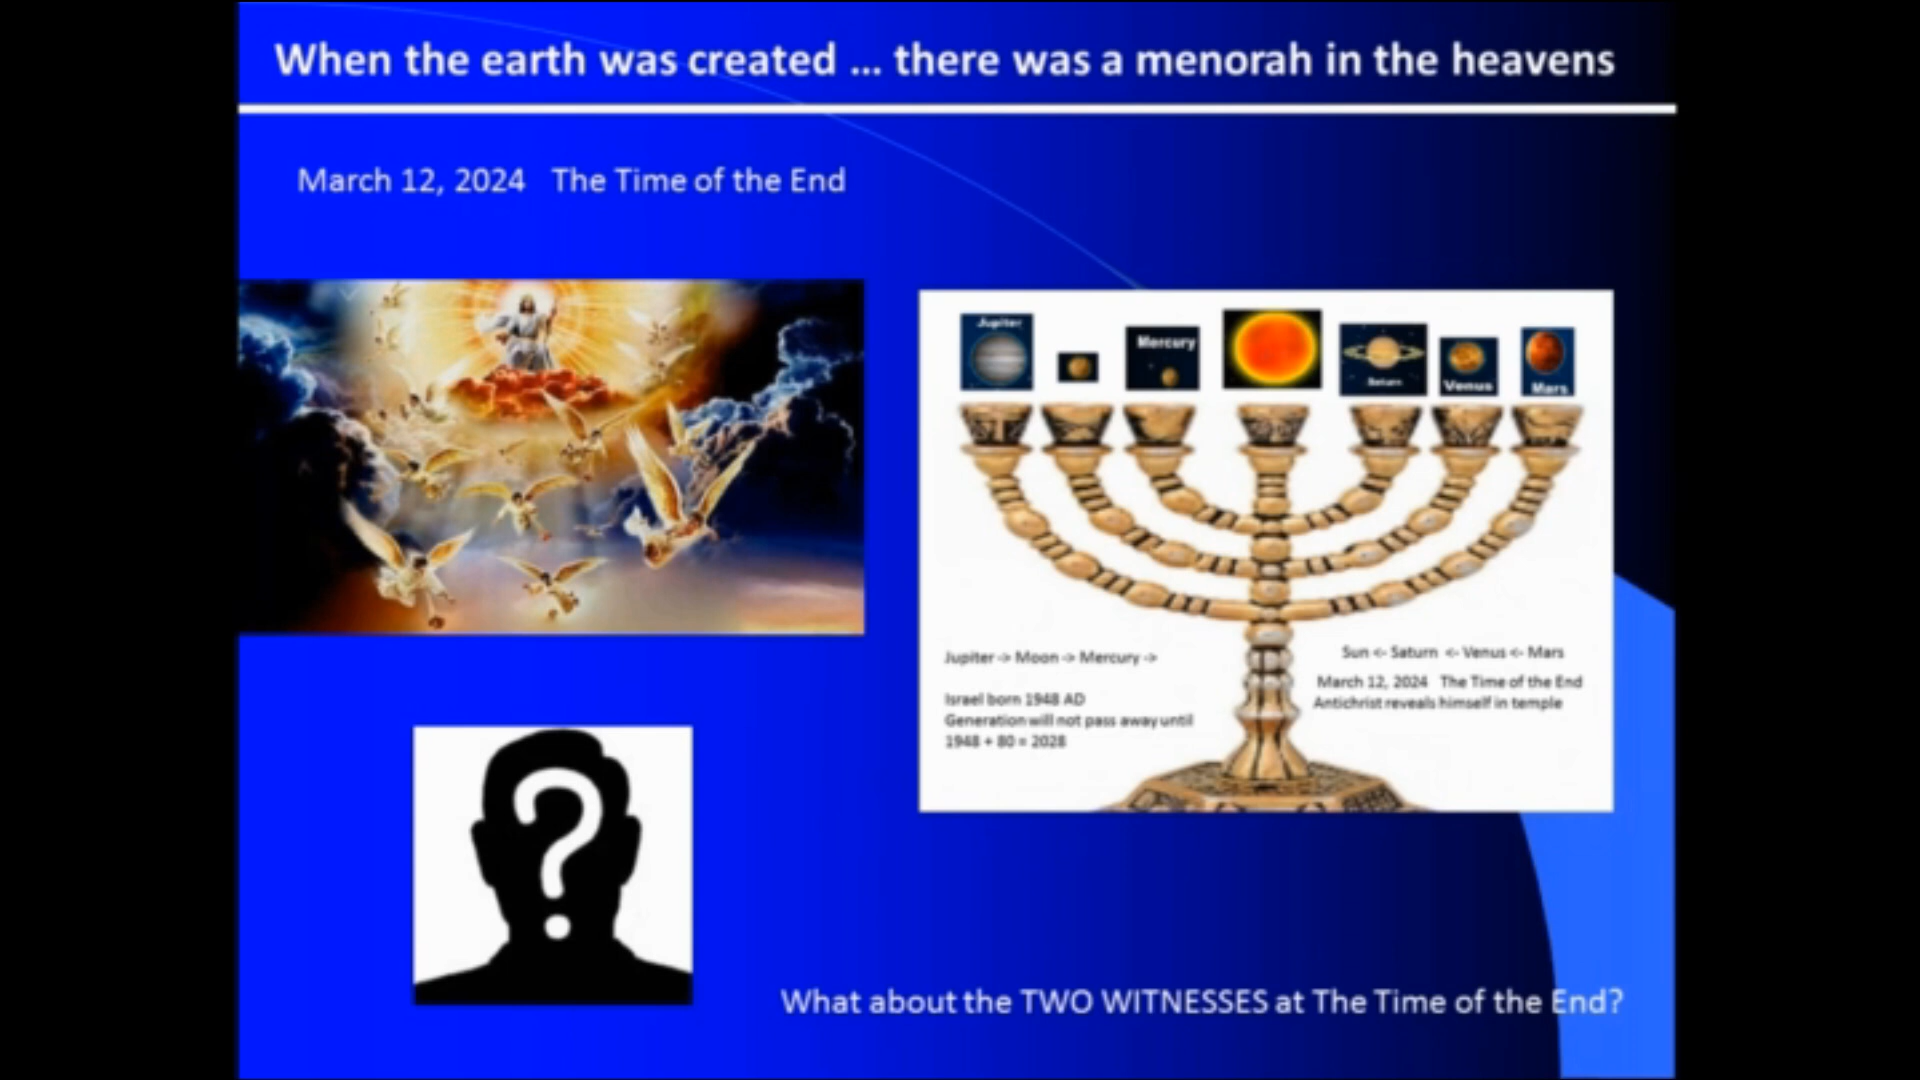 When the earth was created ... there was a menorah in the heavens
March 12, 2024 The Time of the End
Jupiter
Mercury
Saturn
Venus
Mars
Jupiter -> Moon -> Mercury ->
Sun <- Saturn <- Venus <- Mars
March 12, 2024 The Time of the End
Antichrist reveals himself in temple
Israel born 1948 AD
Generation will not pass away until
1948 + 80 = 2028
?
What about the TWO WITNESSES at The Time of the End?